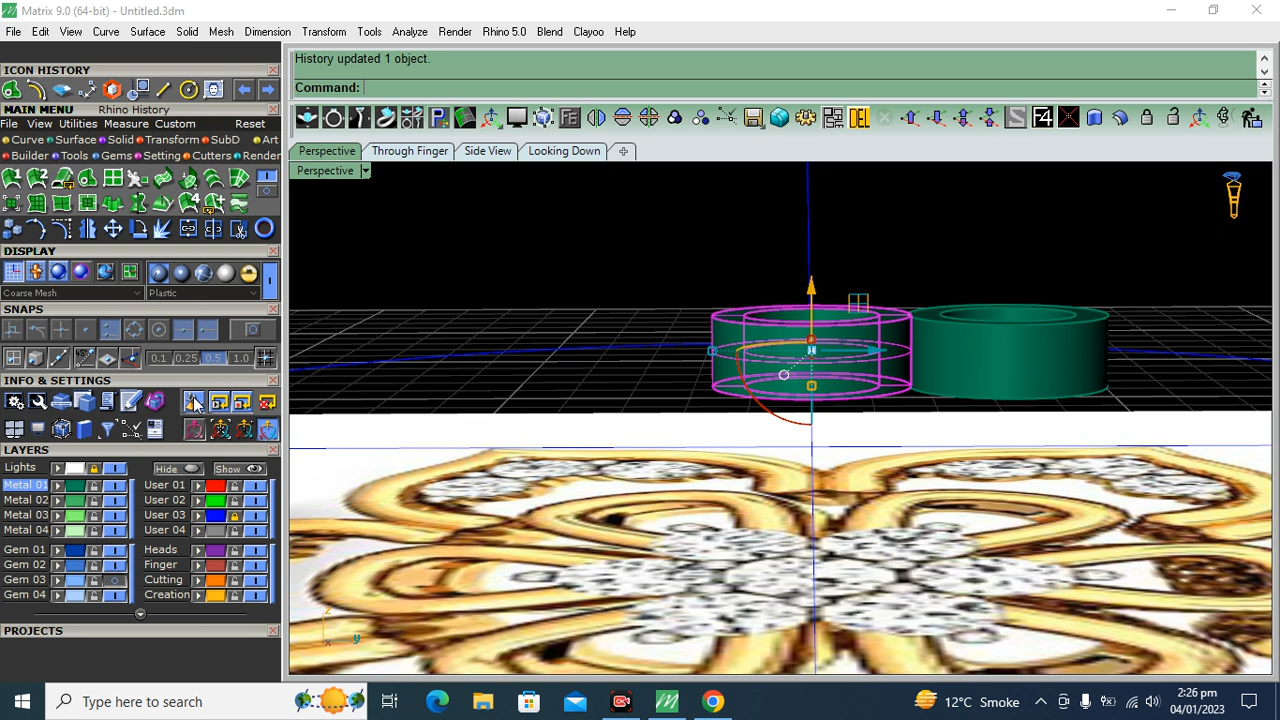 Matrix 9.0 (64-bit) - Untitled.3dm
File Edit View Curve Surface Solid Mesh Dimension Transform Tools Analyze Render Rhino 5.0 Blend Clayoo Help
ICON HISTORY
History updated 1 object.
Command:
MAIN MENU Rhino History
File View Utilities Measure Custom Reset
Curve Surface Solid Transform SubD Art
Builder Tools Gems Setting Cutters Render
Perspective Through Finger Side View Looking Down
Perspective
DISPLAY
Coarse Mesh Plastic
SNAPS
0.1 0.25 0.5 1.0
INFO & SETTINGS
LAYERS
Lights Hide Show
Metal 01 User 01
Metal 02 User 02
Metal 03 User 03
Metal 04 User 04
Gem 01 Heads
Gem 02 Finger
Gem 03 Cutting
Gem 04 Creation
PROJECTS
z
x y
F4
DEL
Type here to search
12°C Smoke
2:26 pm
04/01/2023